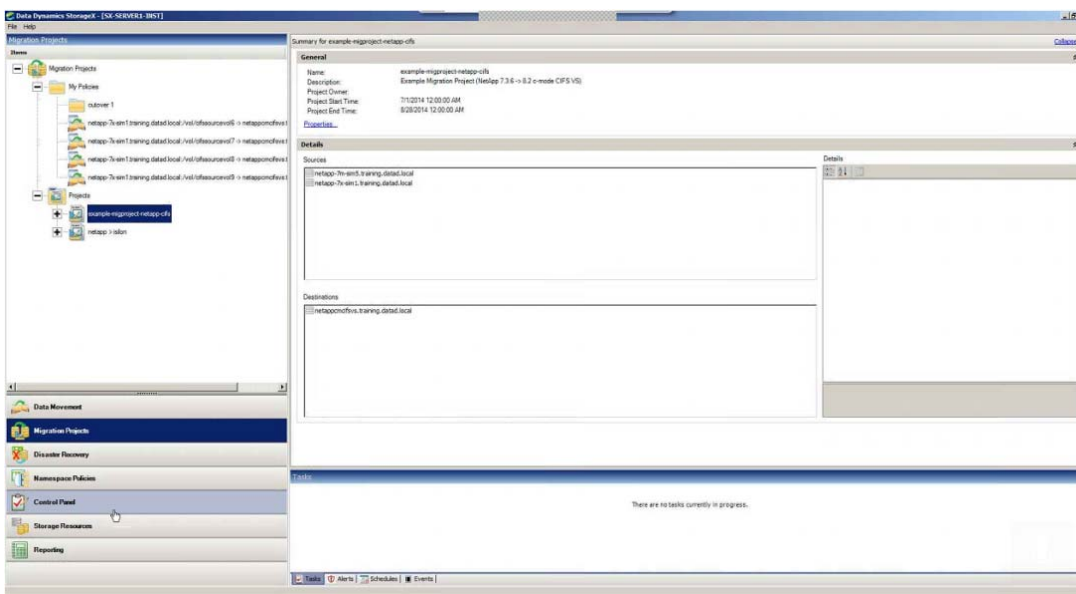 Data Dynamics StorageX - [SX-SERVER1-INST]
File Help
Migration Projects
Items
Migration Projects
My Policies
cutover 1
Projects
example-migproject-netapp-cifs
netapp > isilon
Data Movement
Migration Projects
Disaster Recovery
Namespace Policies
Control Panel
Storage Resources
Reporting
Summary for example-migproject-netapp-cifs
Collapse
General
Name: example-migproject-netapp-cifs
Description: Example Migration Project (NetApp 7.3.6 -> 8.2 c-mode CIFS VS)
Project Owner:
Project Start Time: 7/1/2014 12:00:00 AM
Project End Time: 8/28/2014 12:00:00 AM
Properties...
Details
Sources
netapp-7m-sim5.training.datad.local
netapp-7x-sim1.training.datad.local
Details
Destinations
netappcmcifsvs.training.datad.local
Tasks
There are no tasks currently in progress.
Tasks Alerts Schedules Events